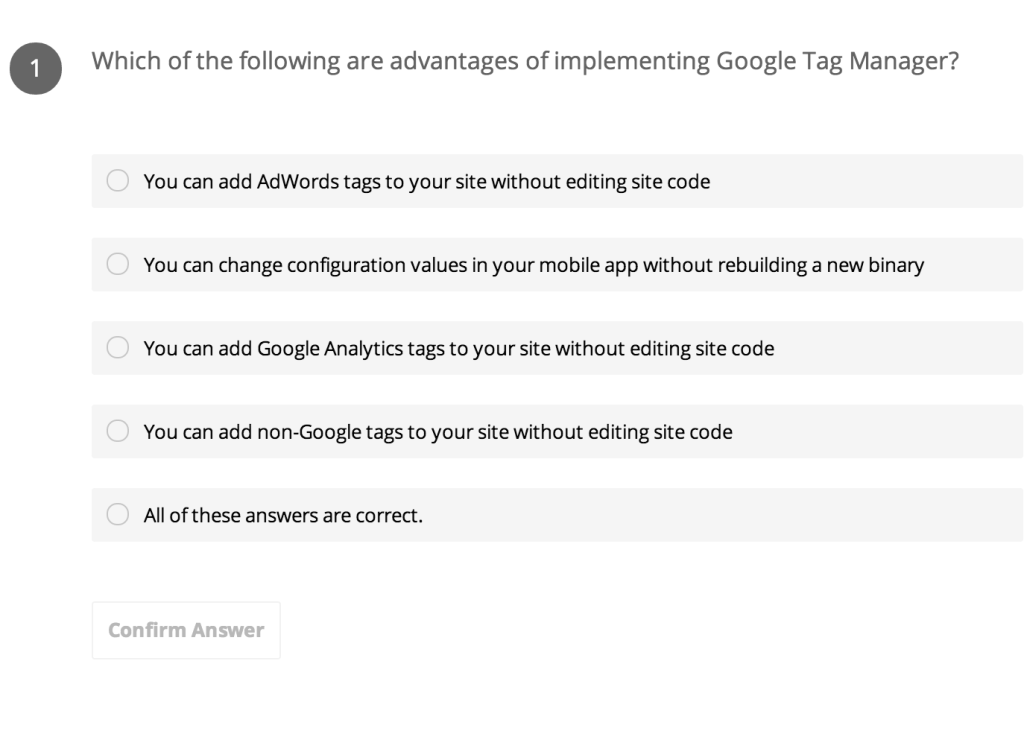 1
Which of the following are advantages of implementing Google Tag Manager?
You can add AdWords tags to your site without editing site code
You can change configuration values in your mobile app without rebuilding a new binary
You can add Google Analytics tags to your site without editing site code
You can add non-Google tags to your site without editing site code
All of these answers are correct.
Confirm Answer